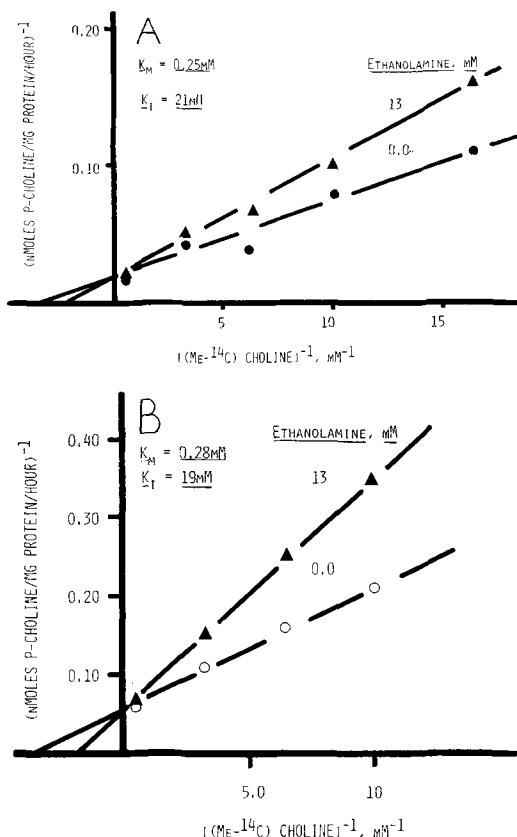 A
0.20
K_M = 0.25mM
K_I = 21mM
ETHANOLAMINE, mM
13
0.0
0.10
(NMOLES P-CHOLINE/MG PROTEIN/HOUR)⁻¹
5
10
15
[(ME-¹⁴C) CHOLINE]⁻¹, mM⁻¹
B
0.40
K_M = 0.28mM
K_I = 19mM
ETHANOLAMINE, mM
13
0.30
0.0
0.20
0.10
(NMOLES P-CHOLINE/MG PROTEIN/HOUR)⁻¹
5.0
10
[(ME-¹⁴C) CHOLINE]⁻¹, mM⁻¹